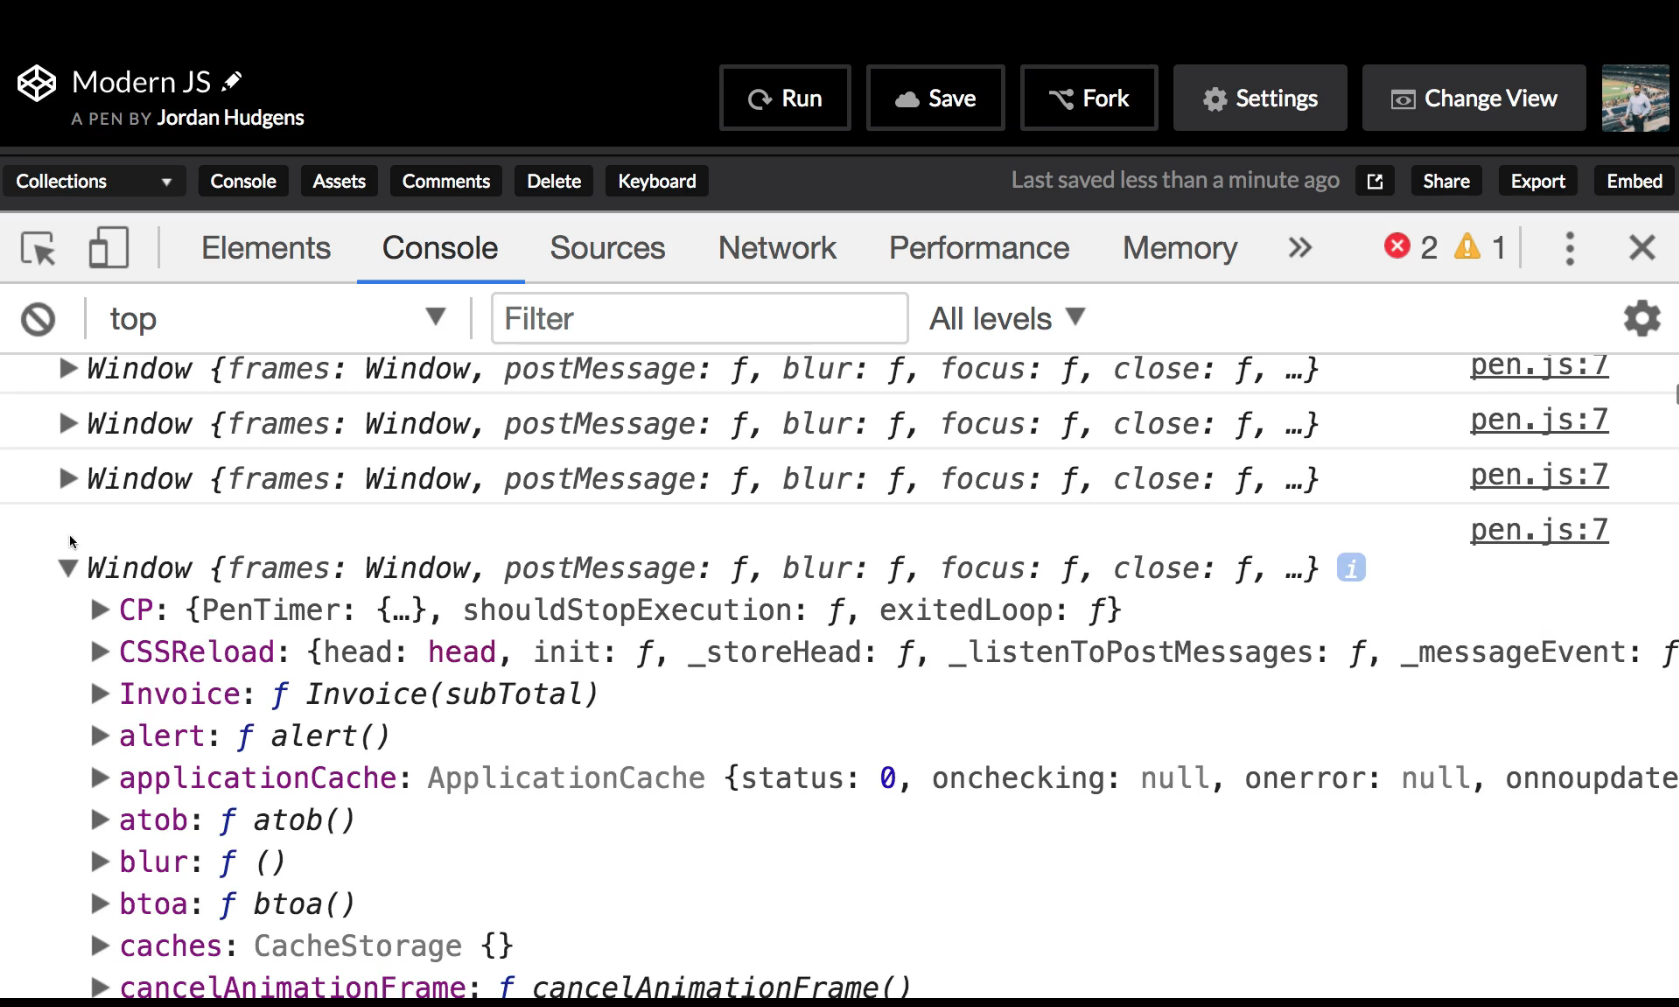 Modern JS
A PEN BY Jordan Hudgens
Run
Save
Fork
Settings
Change View
Collections
Console
Assets
Comments
Delete
Keyboard
Last saved less than a minute ago
Share
Export
Embed
Elements
Console
Sources
Network
Performance
Memory
»
2
1
top
Filter
All levels
Window {frames: Window, postMessage: ƒ, blur: ƒ, focus: ƒ, close: ƒ, …} pen.js:7
Window {frames: Window, postMessage: ƒ, blur: ƒ, focus: ƒ, close: ƒ, …} pen.js:7
Window {frames: Window, postMessage: ƒ, blur: ƒ, focus: ƒ, close: ƒ, …} pen.js:7
pen.js:7
Window {frames: Window, postMessage: ƒ, blur: ƒ, focus: ƒ, close: ƒ, …} i
CP: {PenTimer: {…}, shouldStopExecution: ƒ, exitedLoop: ƒ}
CSSReload: {head: head, init: ƒ, _storeHead: ƒ, _listenToPostMessages: ƒ, _messageEvent: ƒ
Invoice: ƒ Invoice(subTotal)
alert: ƒ alert()
applicationCache: ApplicationCache {status: 0, onchecking: null, onerror: null, onnoupdate
atob: ƒ atob()
blur: ƒ ()
btoa: ƒ btoa()
caches: CacheStorage {}
cancelAnimationFrame: ƒ cancelAnimationFrame()